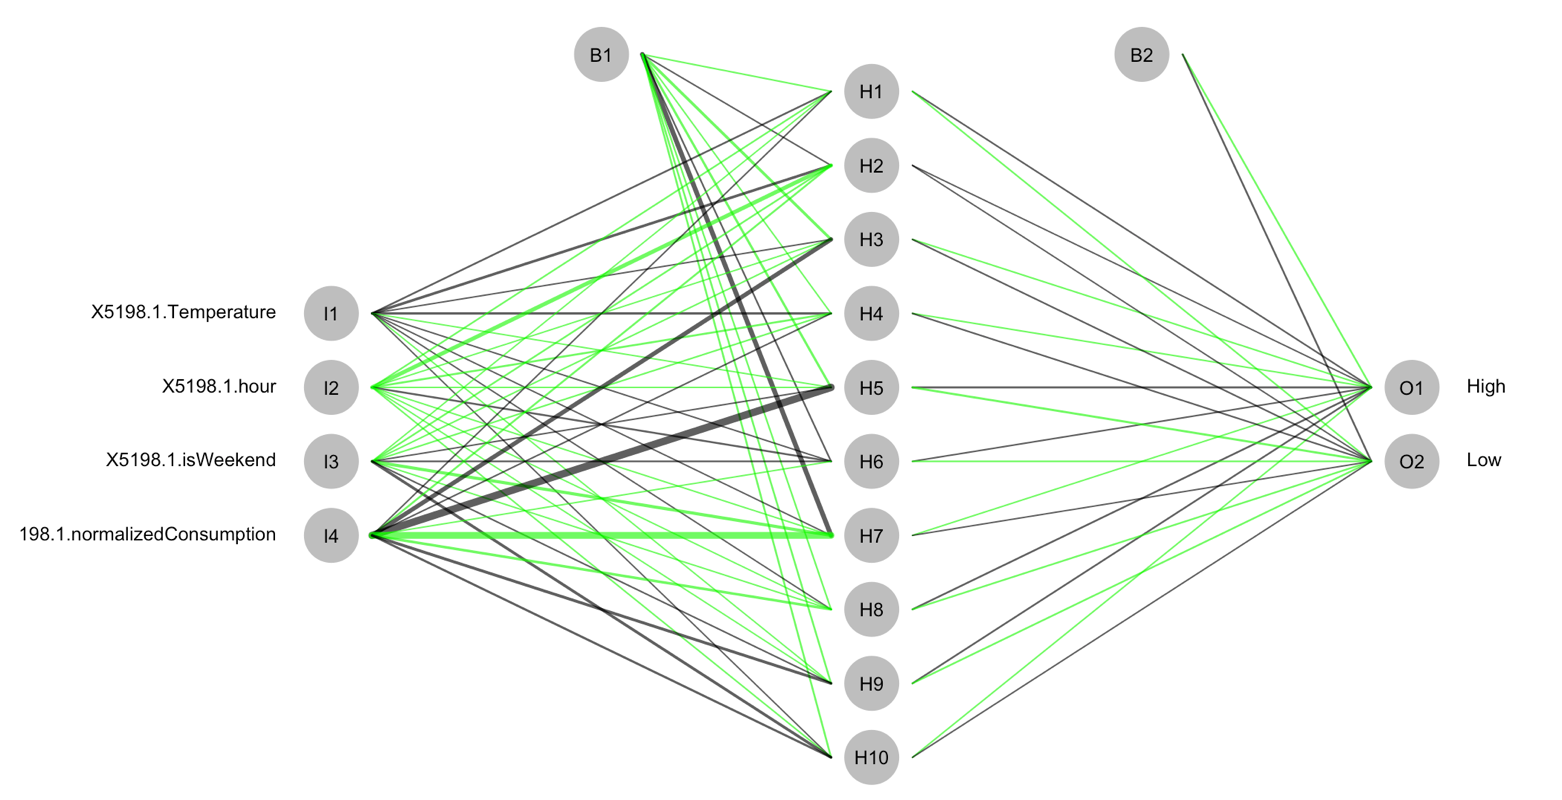 B1
B2
H1
H2
H3
X5198.1.Temperature I1 H4
X5198.1.hour I2 H5 O1 High
X5198.1.isWeekend I3 H6 O2 Low
198.1.normalizedConsumption I4 H7
H8
H9
H10